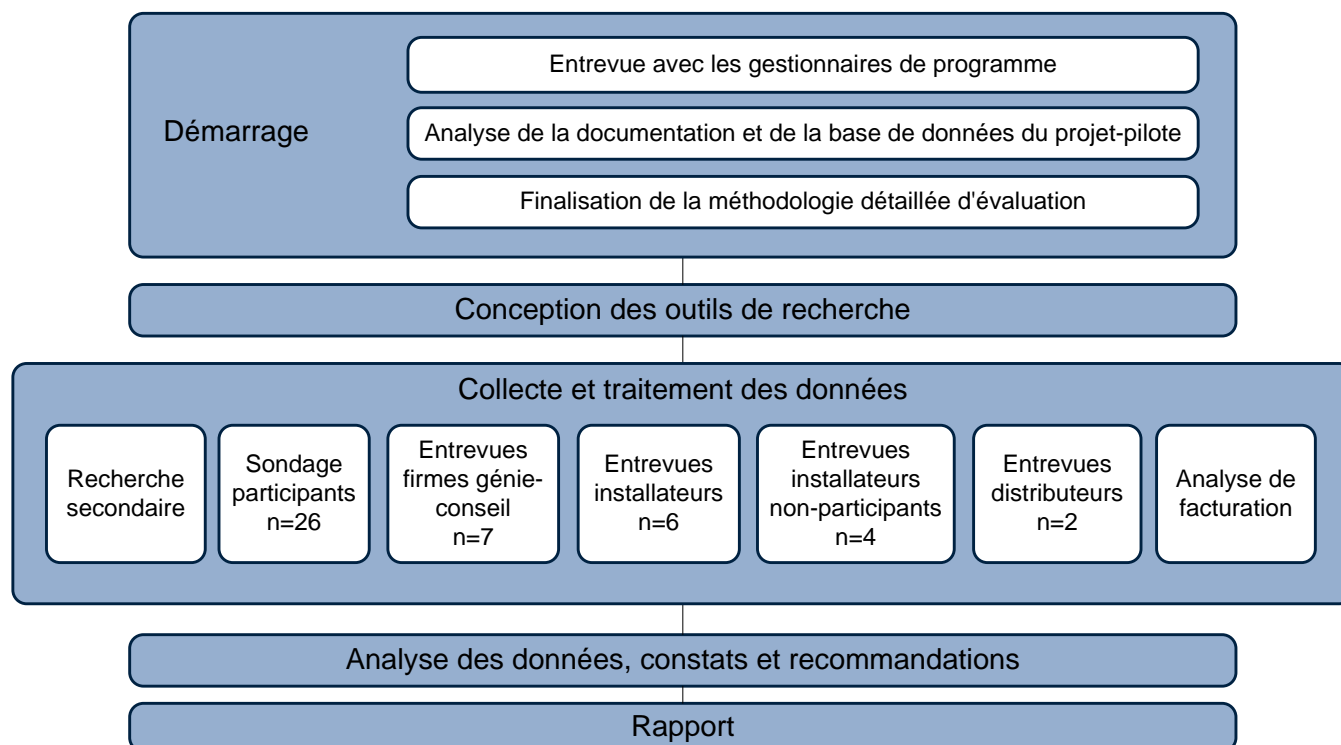 Démarrage
Entrevue avec les gestionnaires de programme
Analyse de la documentation et de la base de données du projet-pilote
Finalisation de la méthodologie détaillée d'évaluation
Conception des outils de recherche
Collecte et traitement des données
Recherche
secondaire
Sondage
participants
n=26
Entrevues
firmes génie-
conseil
n=7
Entrevues
installateurs
n=6
Entrevues
installateurs
non-participants
n=4
Entrevues
distributeurs
n=2
Analyse de
facturation
Analyse des données, constats et recommandations
Rapport